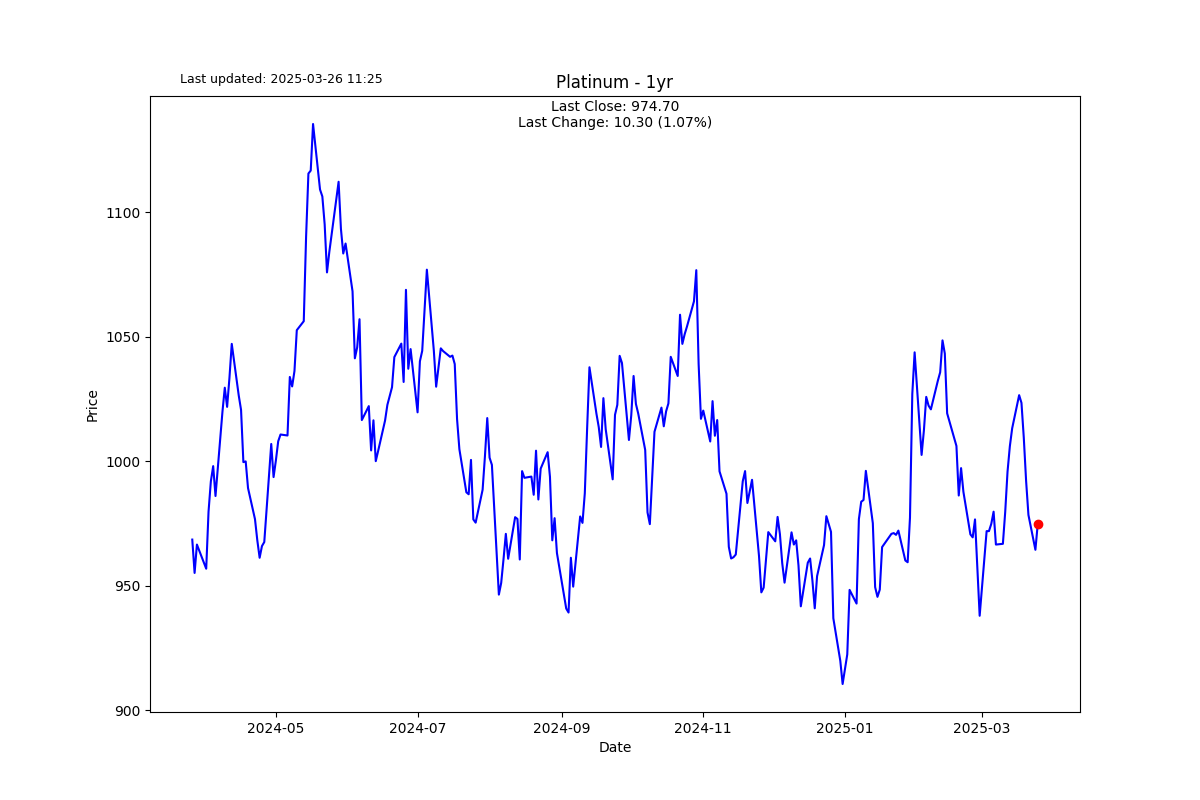 Last updated: 2025-03-26 11:25
Platinum - 1yr
Last Close: 974.70
Last Change: 10.30 (1.07%)
Price
1100
1050
1000
950
900
2024-05
2024-07
2024-09
2024-11
2025-01
2025-03
Date